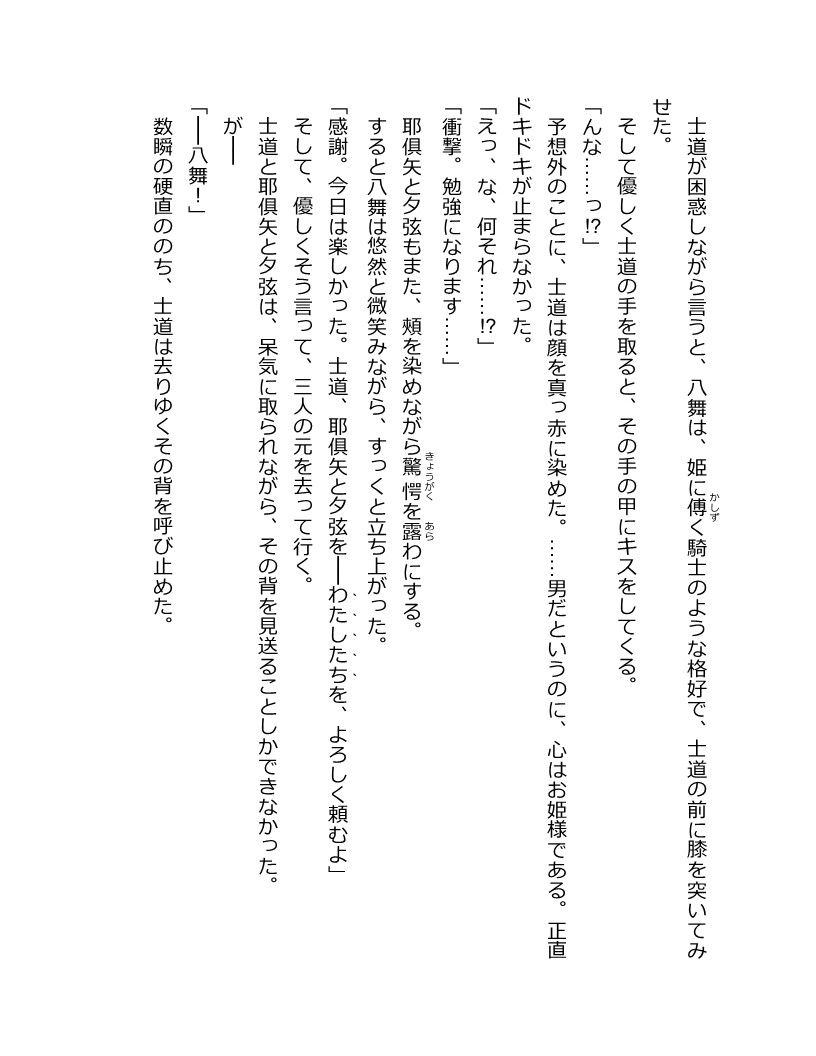 士道が困惑しながら言うと、八舞は、姫に傅く騎士のような格好で、士道の前に膝を突いてみ
せた。
そして優しく士道の手を取ると、その手の甲にキスをしてくる。
「んな……っ!?」
予想外のことに、士道は顔を真っ赤に染めた。……男だというのに、心はお姫様である。正直
ドキドキが止まらなかった。
「えっ、な、何それ……!?」
「衝撃。勉強になります……」
耶倶矢と夕弦もまた、頰を染めながら驚愕を露わにする。
すると八舞は悠然と微笑みながら、すっくと立ち上がった。
「感謝。今日は楽しかった。士道、耶倶矢と夕弦を――わたしたちを、よろしく頼むよ」
そして、優しくそう言って、三人の元を去って行く。
士道と耶倶矢と夕弦は、呆気に取られながら、その背を見送ることしかできなかった。
が――
「――八舞！」
数瞬の硬直ののち、士道は去りゆくその背を呼び止めた。